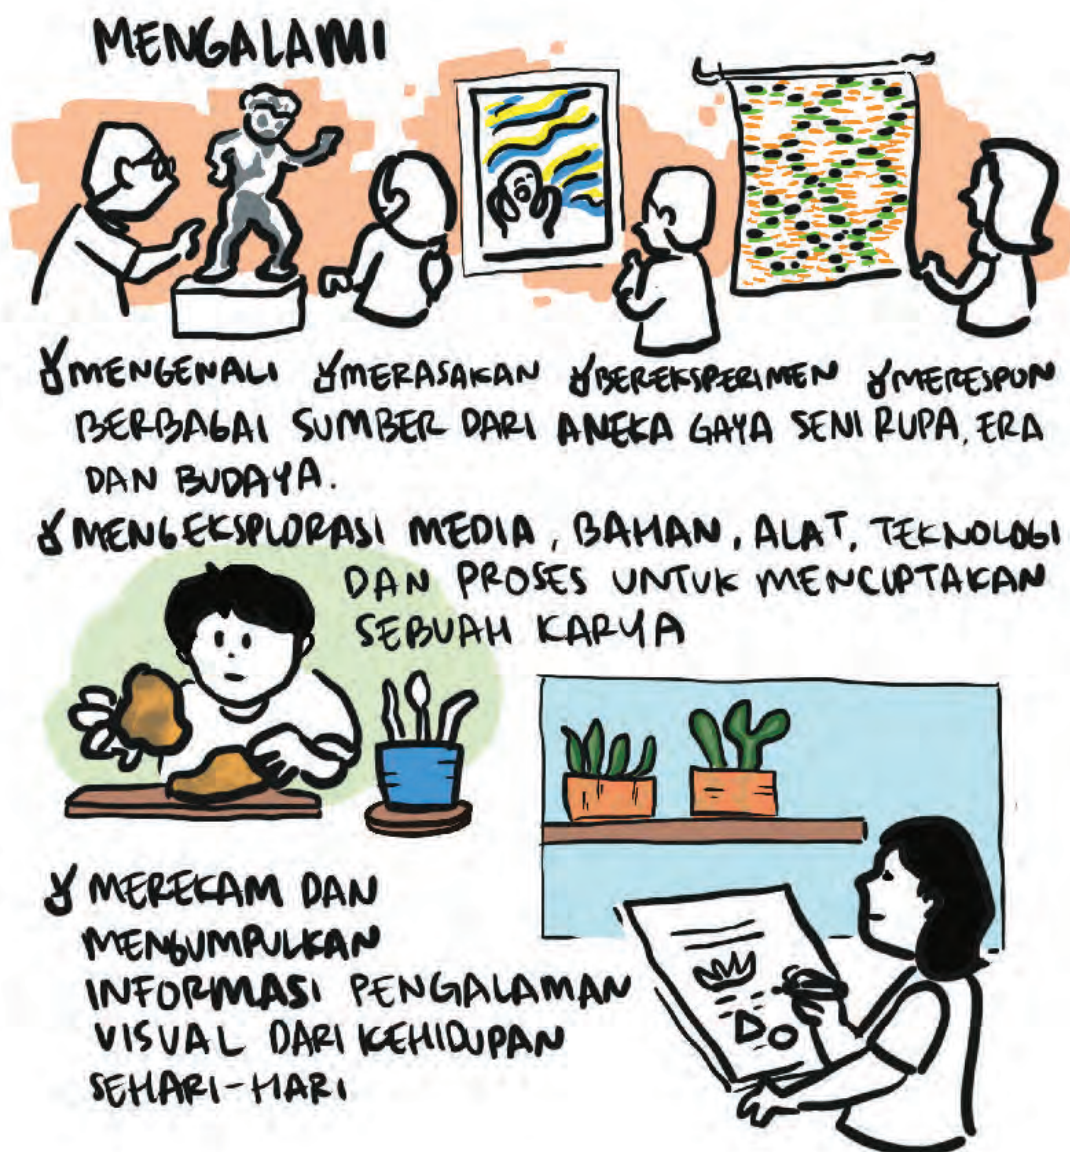 MENGALAMI
MENGENALI MERASAKAN BEREKSPERIMEN MERESPON
BERBAGAI SUMBER DARI ANEKA GAYA SENI RUPA, ERA
DAN BUDAYA.
MENGEKSPLORASI MEDIA, BAHAN, ALAT, TEKNOLOGI
DAN PROSES UNTUK MENCIPTAKAN
SEBUAH KARYA
MEREKAM DAN
MENGUMPULKAN
INFORMASI PENGALAMAN
VISUAL DARI KEHIDUPAN
SEHARI-HARI